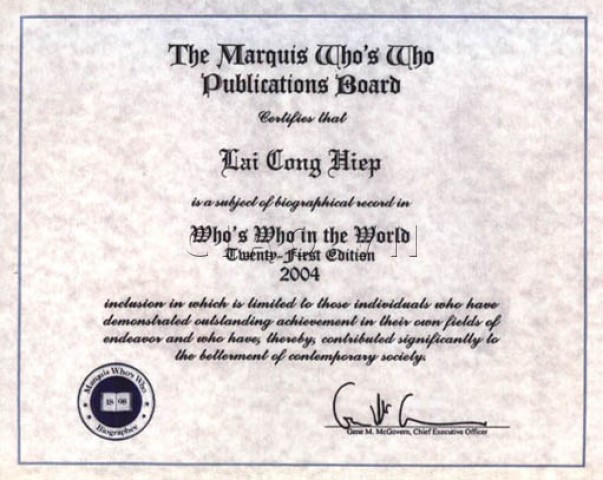 The Marquis Who's Who
Publications Board
Certifies that
Lai Cong Hiep
is a subject of biographical record in
Who's Who in the World
Twenty-First Edition
2004
inclusion in which is limited to those individuals who have
demonstrated outstanding achievement in their own fields of
endeavor and who have, thereby, contributed significantly to
the betterment of contemporary society.
Marquis Who's Who
18 98
Biographee
Gene M. McGovern, Chief Executive Officer